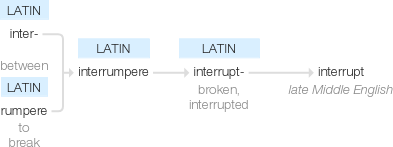 LATIN
inter-
between
LATIN
rumpere
to
break
LATIN
interrumpere
LATIN
interrupt-
broken,
interrupted
interrupt
late Middle English